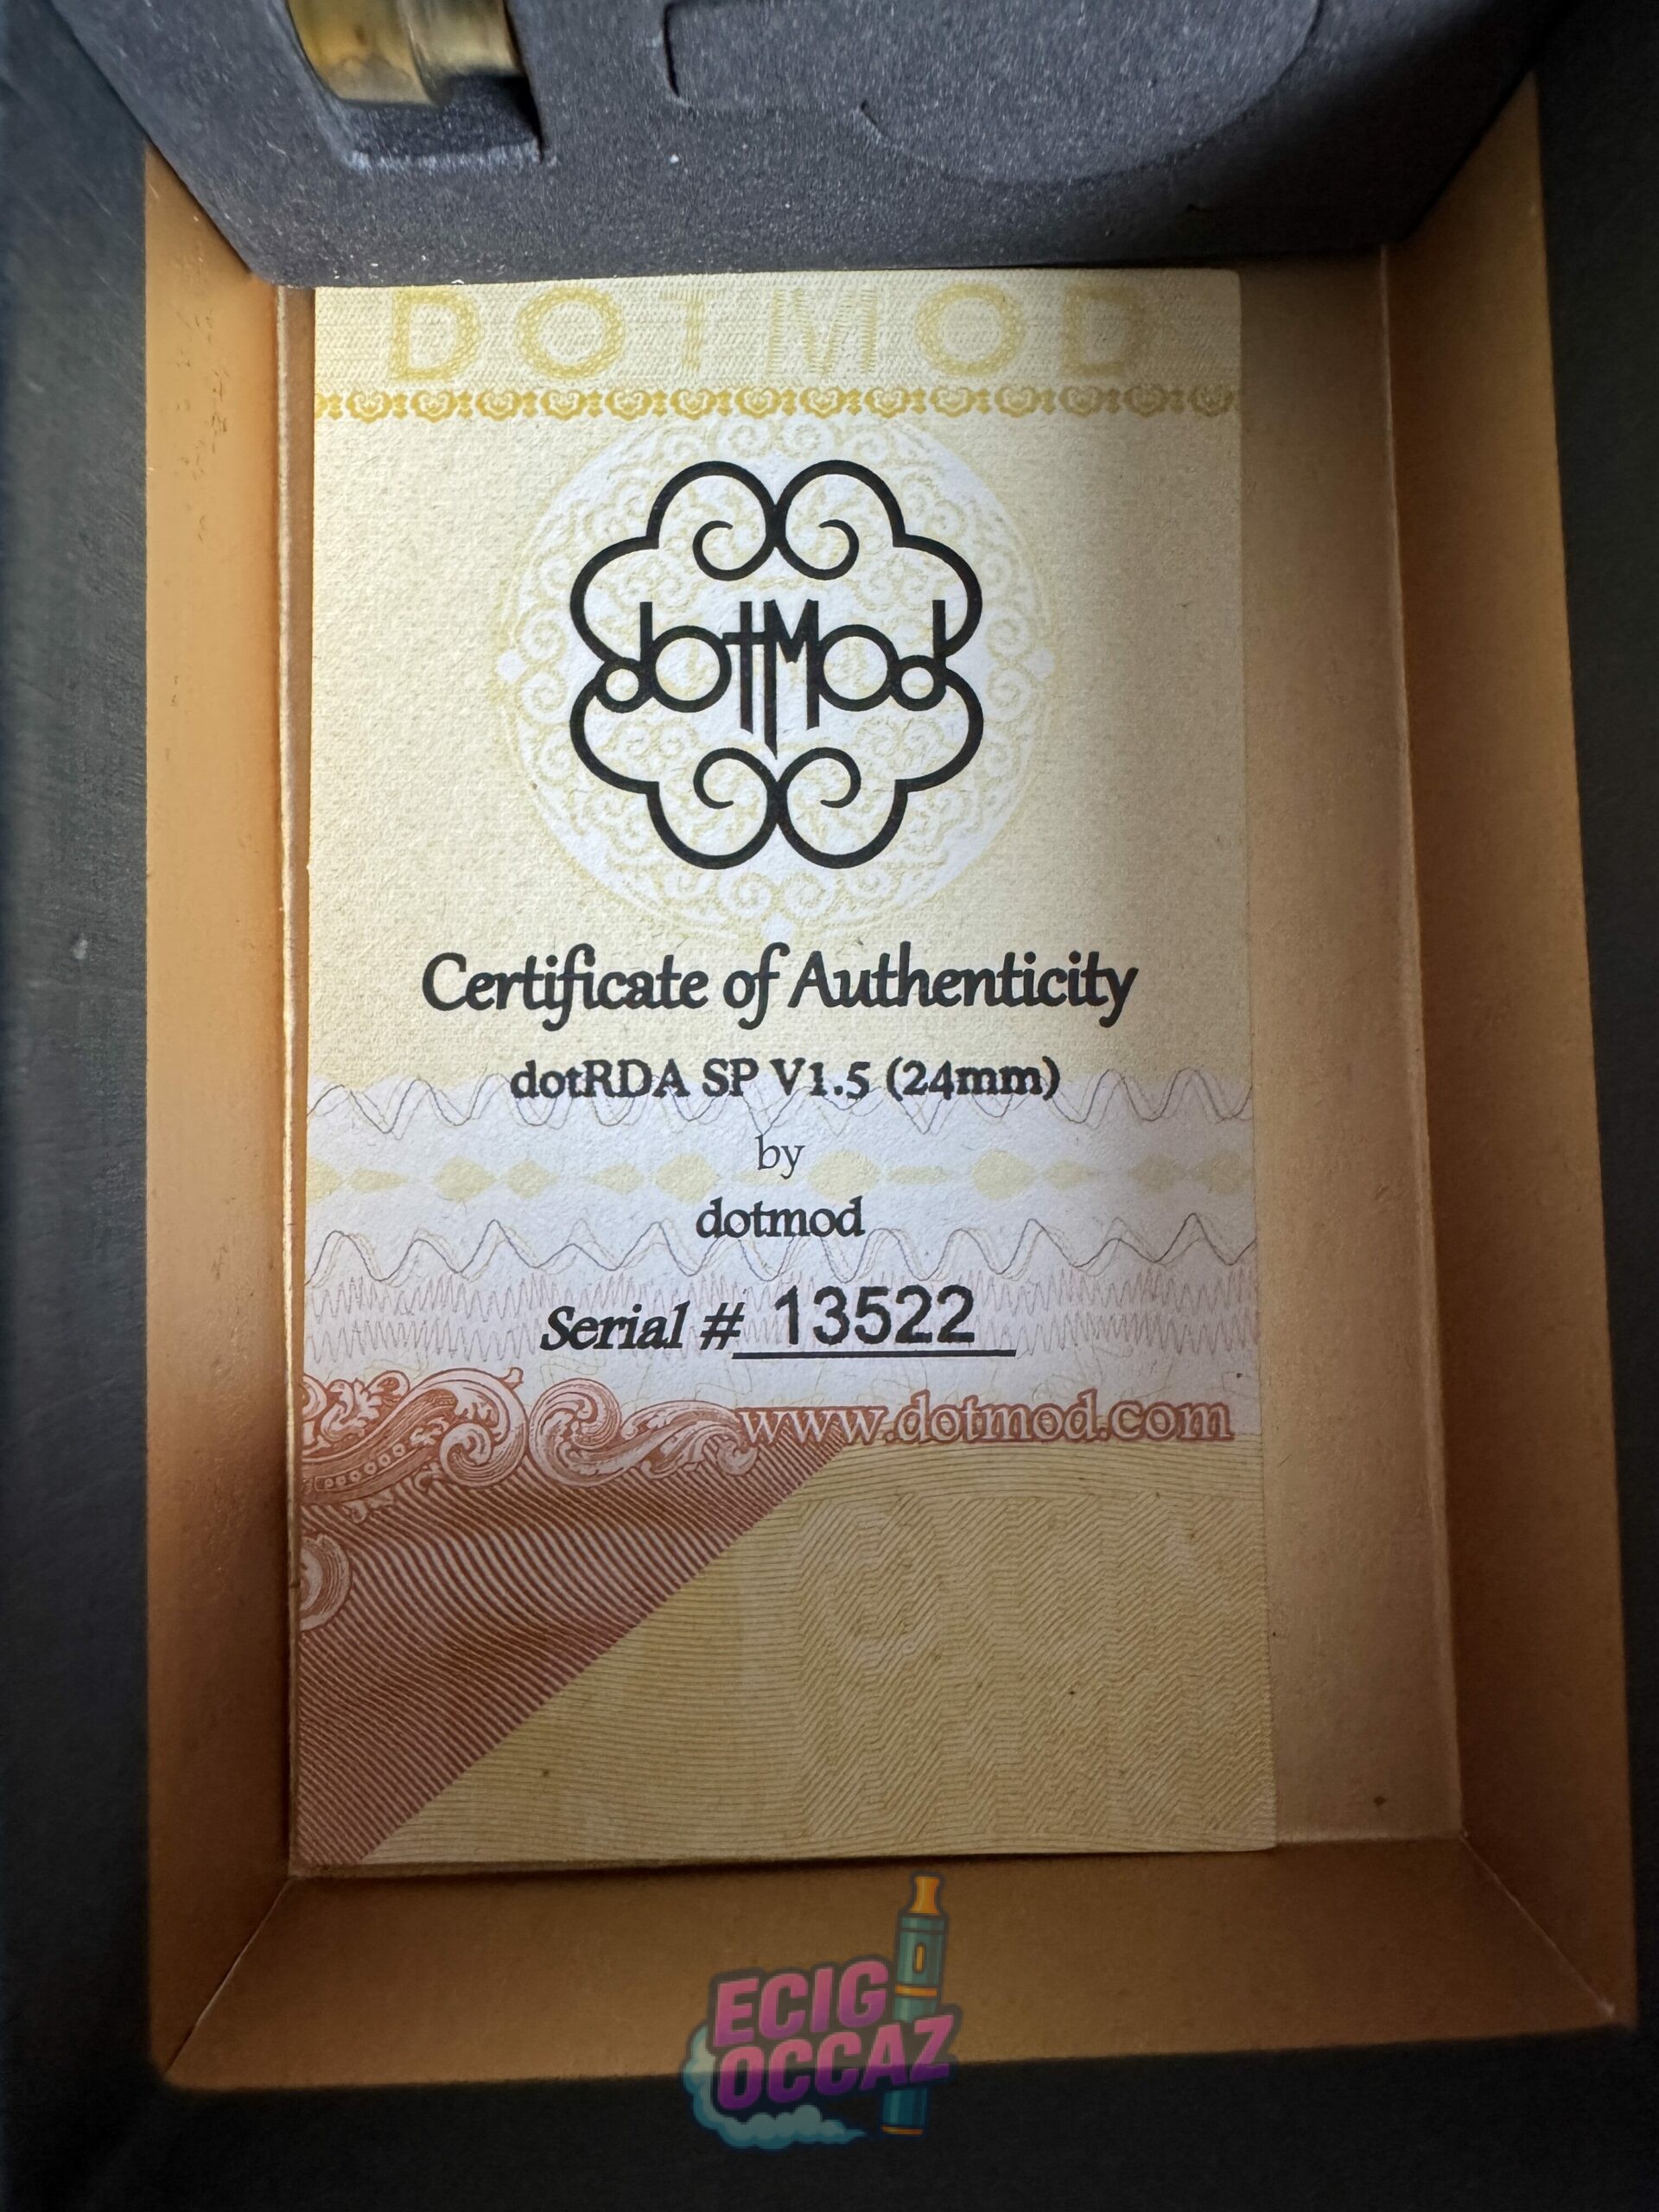 DOTMOD
dotMod
Certificate of Authenticity
dotRDA SP V1.5 (24mm)
by
dotmod
Serial # 13522
www.dotmod.com
ECIG
OCCAZ